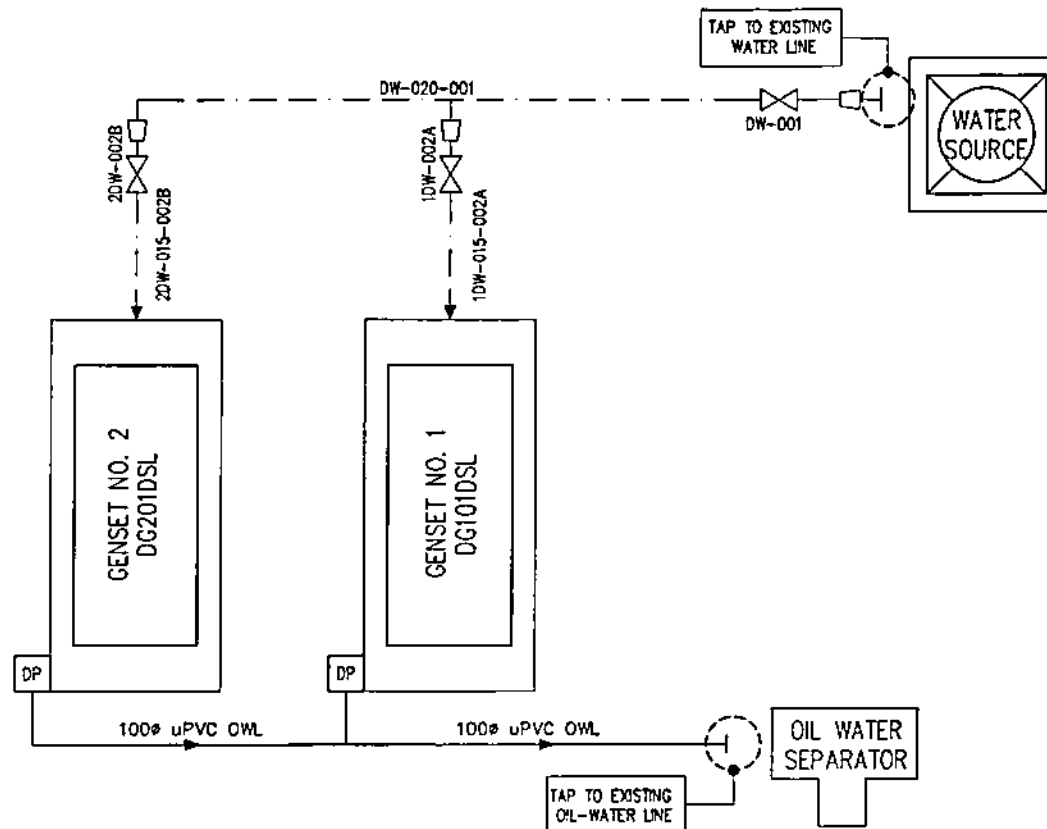 TAP TO EXISTING
WATER LINE
DW-020-001
DW-001
WATER
SOURCE
2DW-002B
1DW-002A
2DW-015-002B
1DW-015-002A
GENSET NO. 2
DG201DSL
GENSET NO. 1
DG101DSL
DP
DP
100ø uPVC OWL
100ø uPVC OWL
OIL WATER
SEPARATOR
TAP TO EXISTING
OIL-WATER LINE